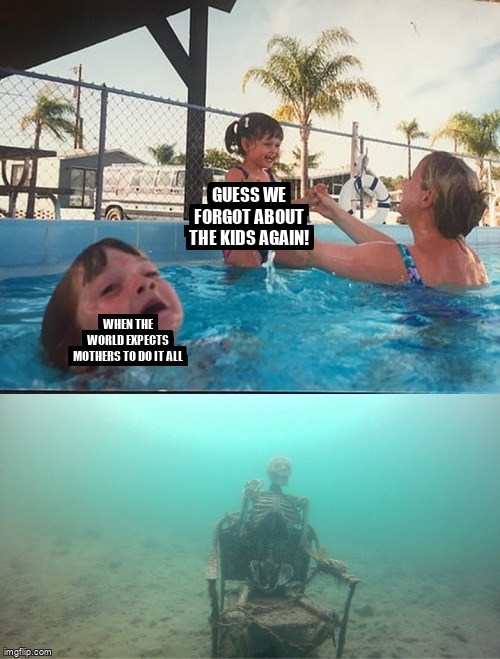 GUESS WE
FORGOT ABOUT
THE KIDS AGAIN!
WHEN THE
WORLD EXPECTS
MOTHERS TO DO IT ALL
imgflip.com